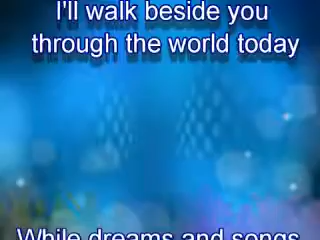 I'll walk beside you
through the world today
While dreams and songs